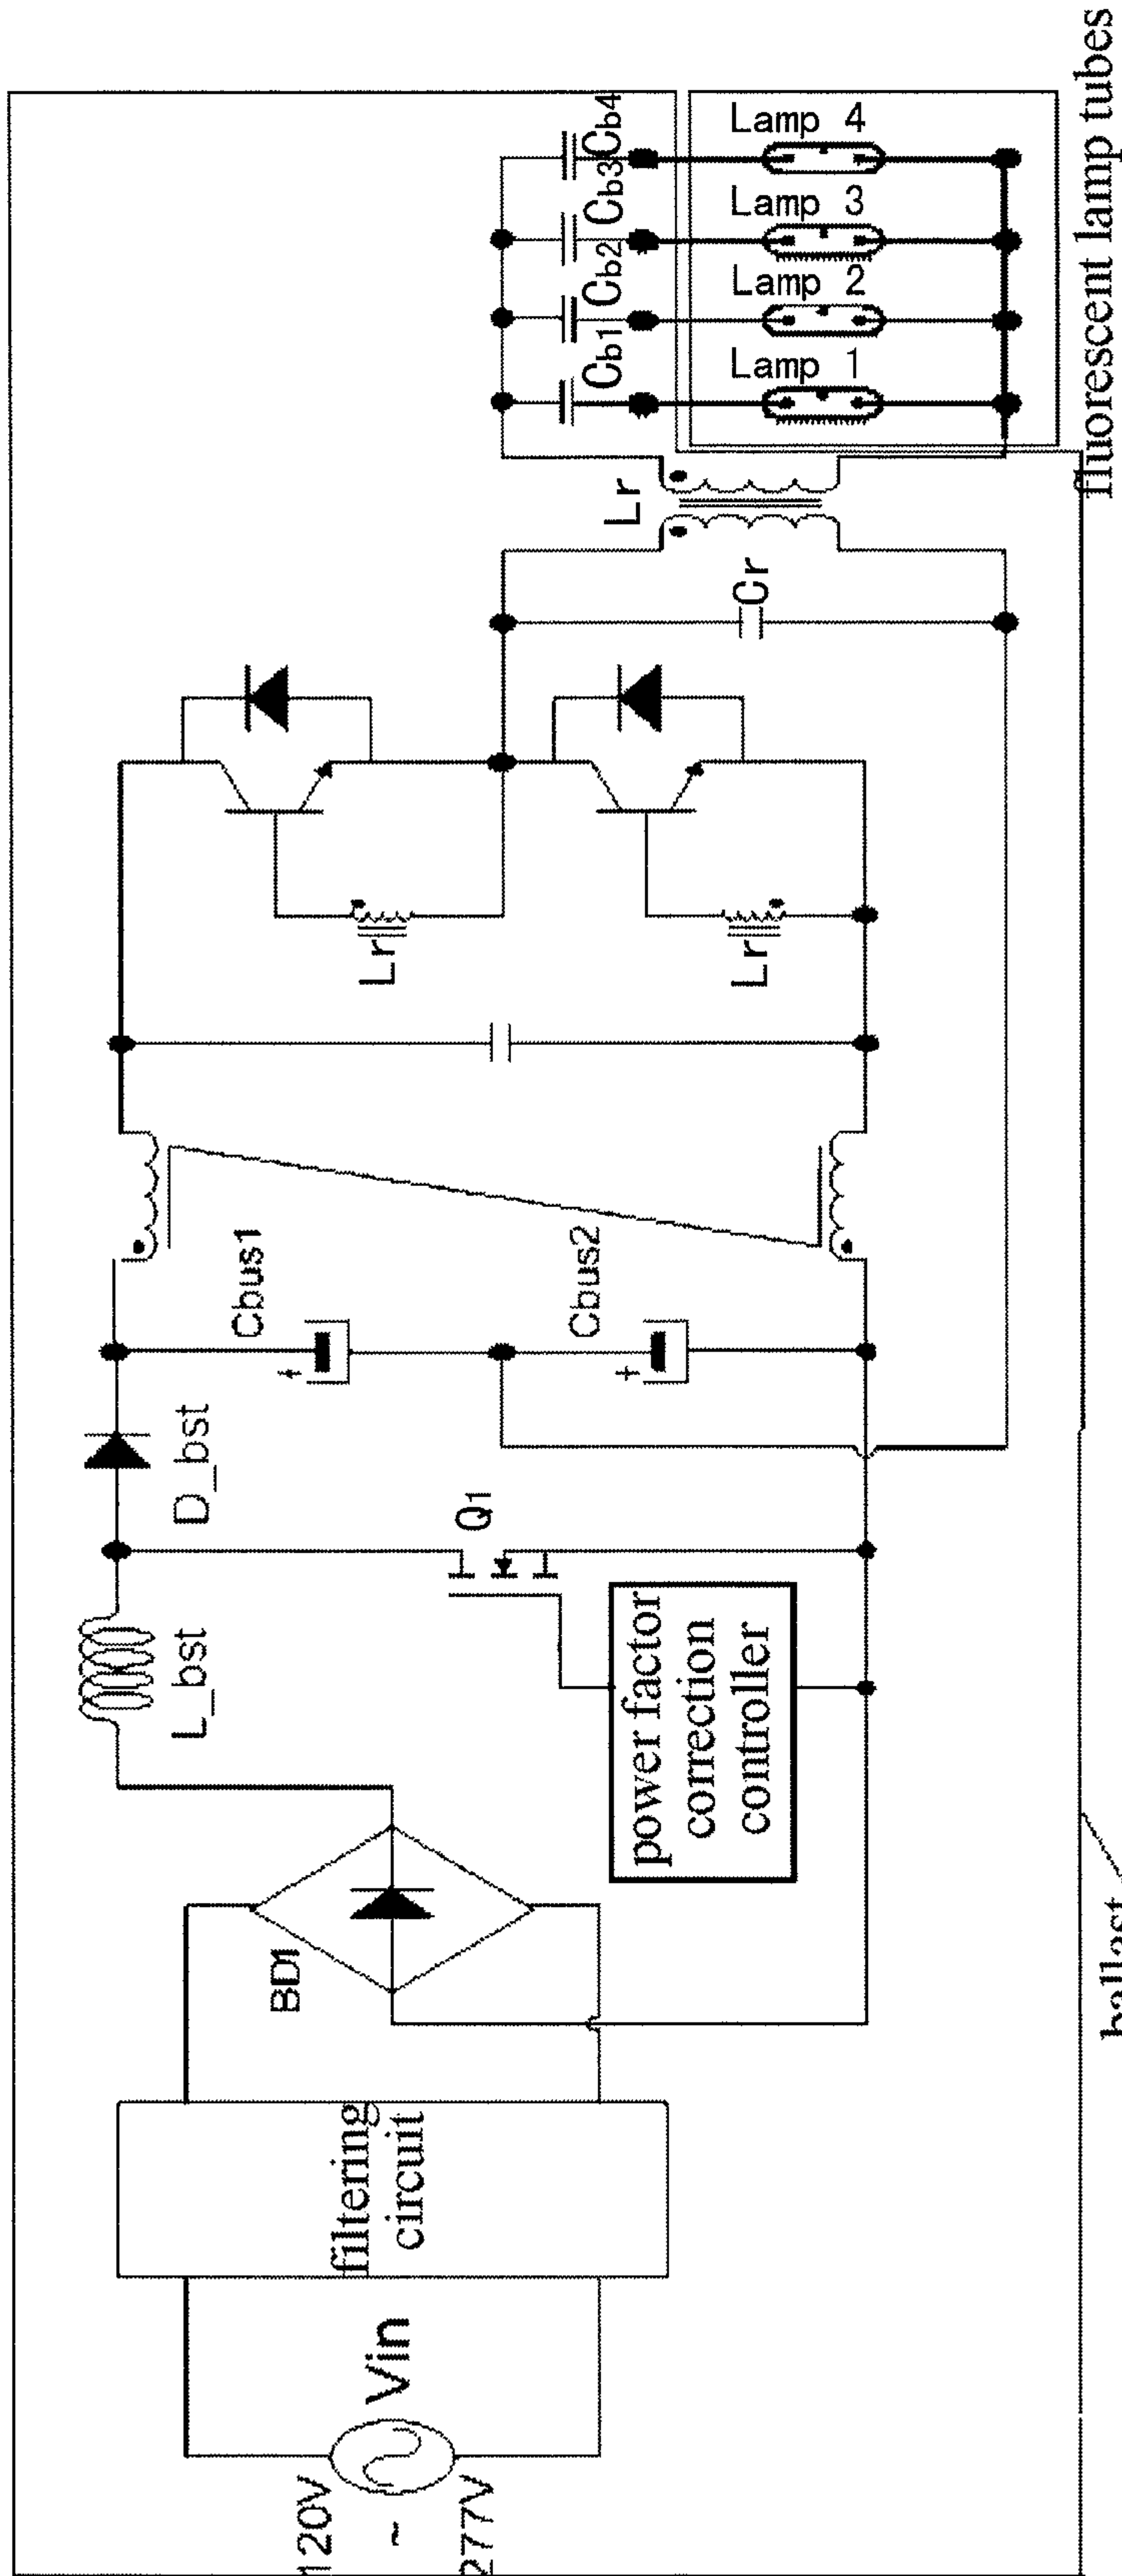 120V
~
277V
Vin
filtering
circuit
BD1
L_bst
power factor
correction
controller
Q1
D_bst
Cbus1
Cbus2
Lr
Lr
Cr
Lr
Cb1
Cb2
Cb3
Cb4
Lamp 1
Lamp 2
Lamp 3
Lamp 4
fluorescent lamp tubes
ballast